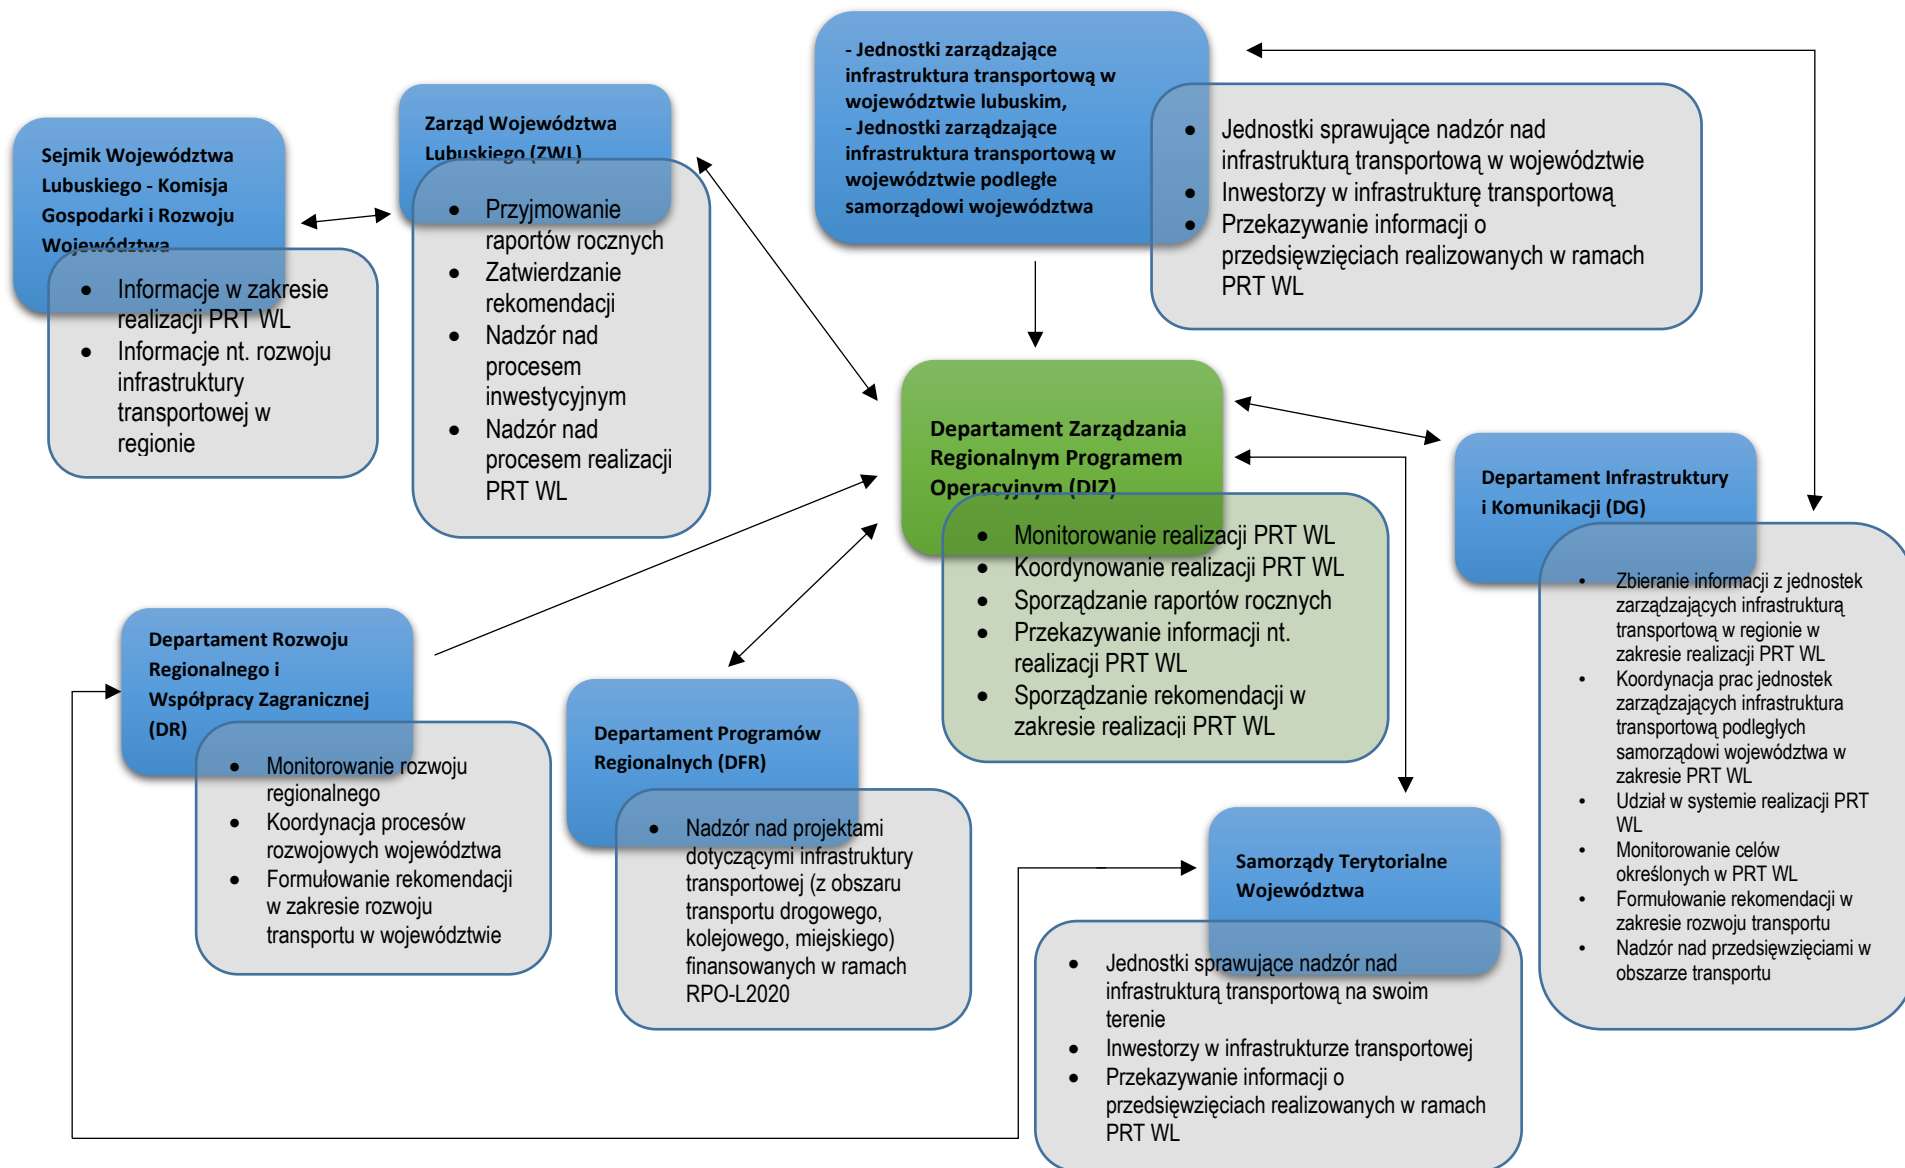 Sejmik Województwa
Lubuskiego - Komisja
Gospodarki i Rozwoju
Województwa
• Informacje w zakresie
realizacji PRT WL
• Informacje nt. rozwoju
infrastruktury
transportowej w
regionie
Zarząd Województwa
Lubuskiego (ZWL)
• Przyjmowanie
raportów rocznych
• Zatwierdzanie
rekomendacji
• Nadzór nad
procesem
inwestycyjnym
• Nadzór nad
procesem realizacji
PRT WL
- Jednostki zarządzające
infrastruktura transportową w
województwie lubuskim,
- Jednostki zarządzające
infrastruktura transportową w
województwie podległe
samorządowi województwa
• Jednostki sprawujące nadzór nad
infrastrukturą transportową w województwie
• Inwestorzy w infrastrukturę transportową
• Przekazywanie informacji o
przedsięwzięciach realizowanych w ramach
PRT WL
Departament Zarządzania
Regionalnym Programem
Operacyjnym (DIZ)
• Monitorowanie realizacji PRT WL
• Koordynowanie realizacji PRT WL
• Sporządzanie raportów rocznych
• Przekazywanie informacji nt.
realizacji PRT WL
• Sporządzanie rekomendacji w
zakresie realizacji PRT WL
Departament Infrastruktury
i Komunikacji (DG)
• Zbieranie informacji z jednostek
zarządzających infrastrukturą
transportową w regionie w
zakresie realizacji PRT WL
• Koordynacja prac jednostek
zarządzających infrastruktura
transportową podległych
samorządowi województwa w
zakresie PRT WL
• Udział w systemie realizacji PRT
WL
• Monitorowanie celów
określonych w PRT WL
• Formułowanie rekomendacji w
zakresie rozwoju transportu
• Nadzór nad przedsięwzięciami w
obszarze transportu
Departament Rozwoju
Regionalnego i
Współpracy Zagranicznej
(DR)
• Monitorowanie rozwoju
regionalnego
• Koordynacja procesów
rozwojowych województwa
• Formułowanie rekomendacji
w zakresie rozwoju
transportu w województwie
Departament Programów
Regionalnych (DFR)
• Nadzór nad projektami
dotyczącymi infrastruktury
transportowej (z obszaru
transportu drogowego,
kolejowego, miejskiego)
finansowanych w ramach
RPO-L2020
Samorządy Terytorialne
Województwa
• Jednostki sprawujące nadzór nad
infrastrukturą transportową na swoim
terenie
• Inwestorzy w infrastrukturze transportowej
• Przekazywanie informacji o
przedsięwzięciach realizowanych w ramach
PRT WL